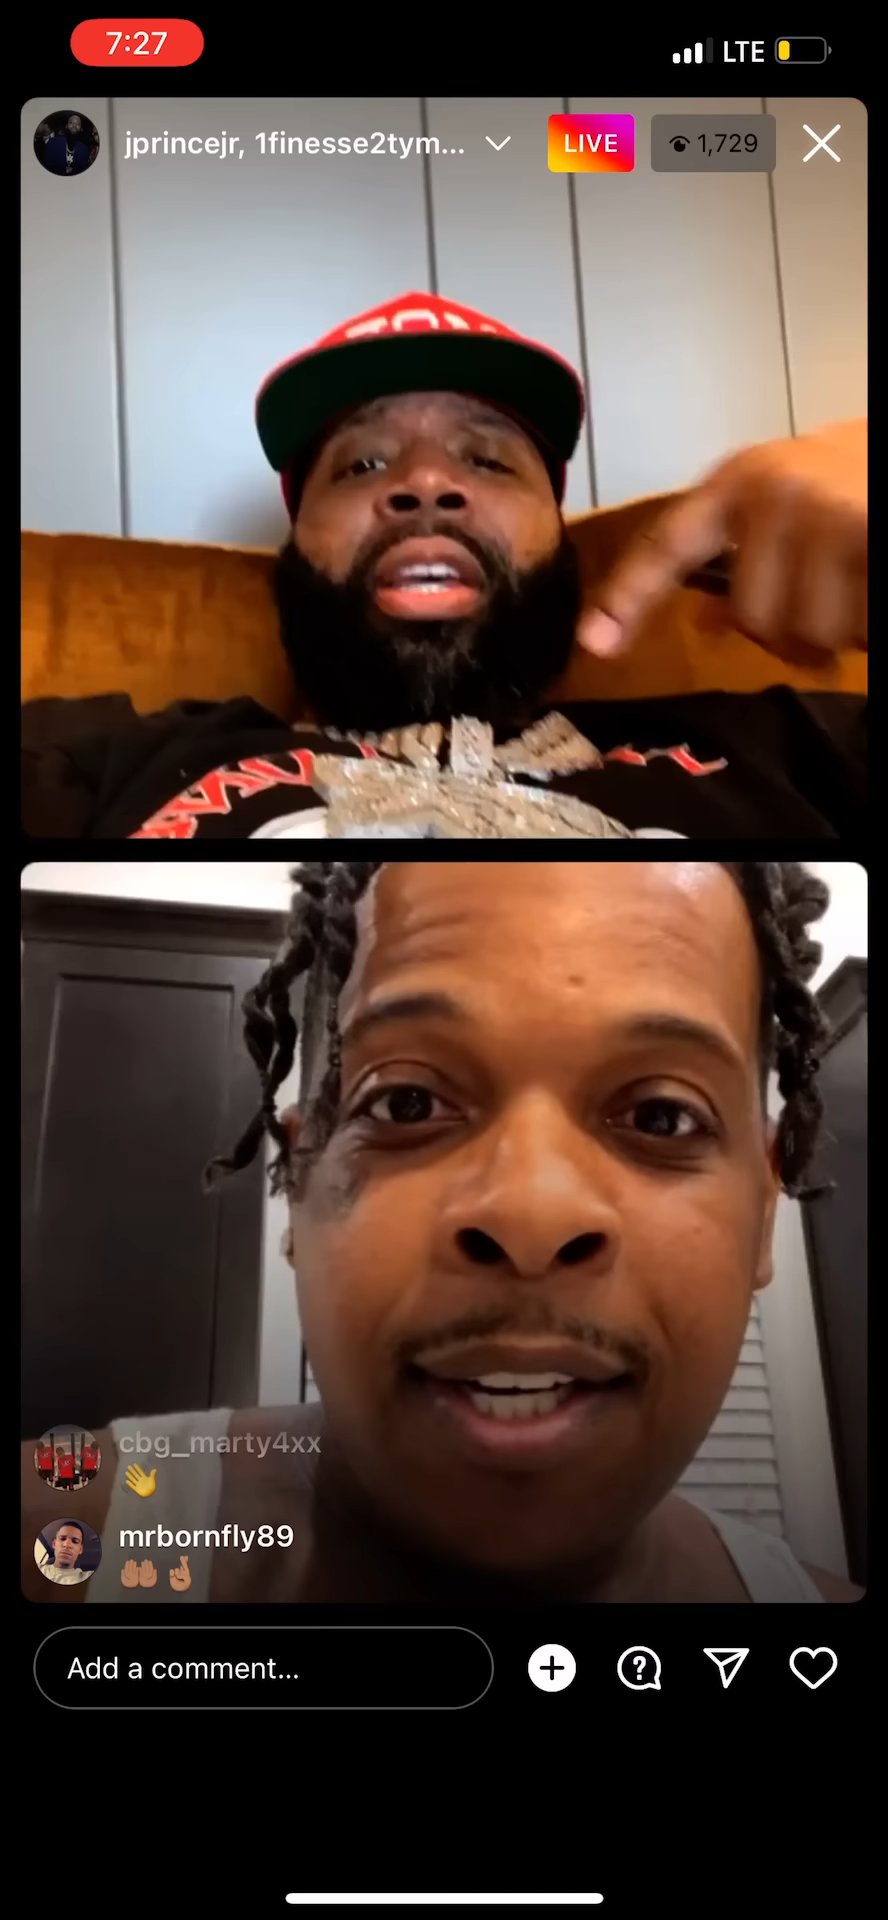 7:27
LTE
jprincejr, 1finesse2tym...
LIVE
1,729
cbg_marty4xx
👋
mrbornfly89
🤲🏼 🤞🏼
Add a comment...